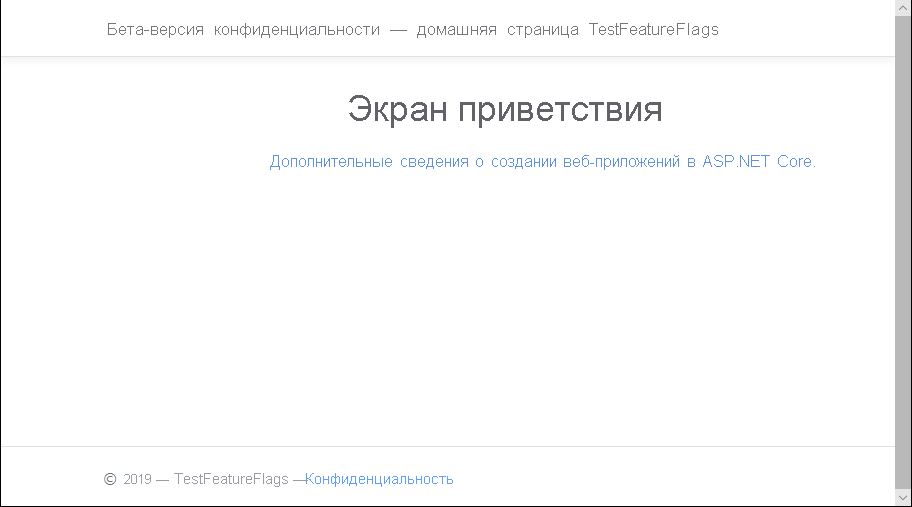 Бета-версия конфиденциальности — домашняя страница TestFeatureFlags
Экран приветствия
Дополнительные сведения о создании веб-приложений в ASP.NET Core.
© 2019 — TestFeatureFlags —Конфиденциальность